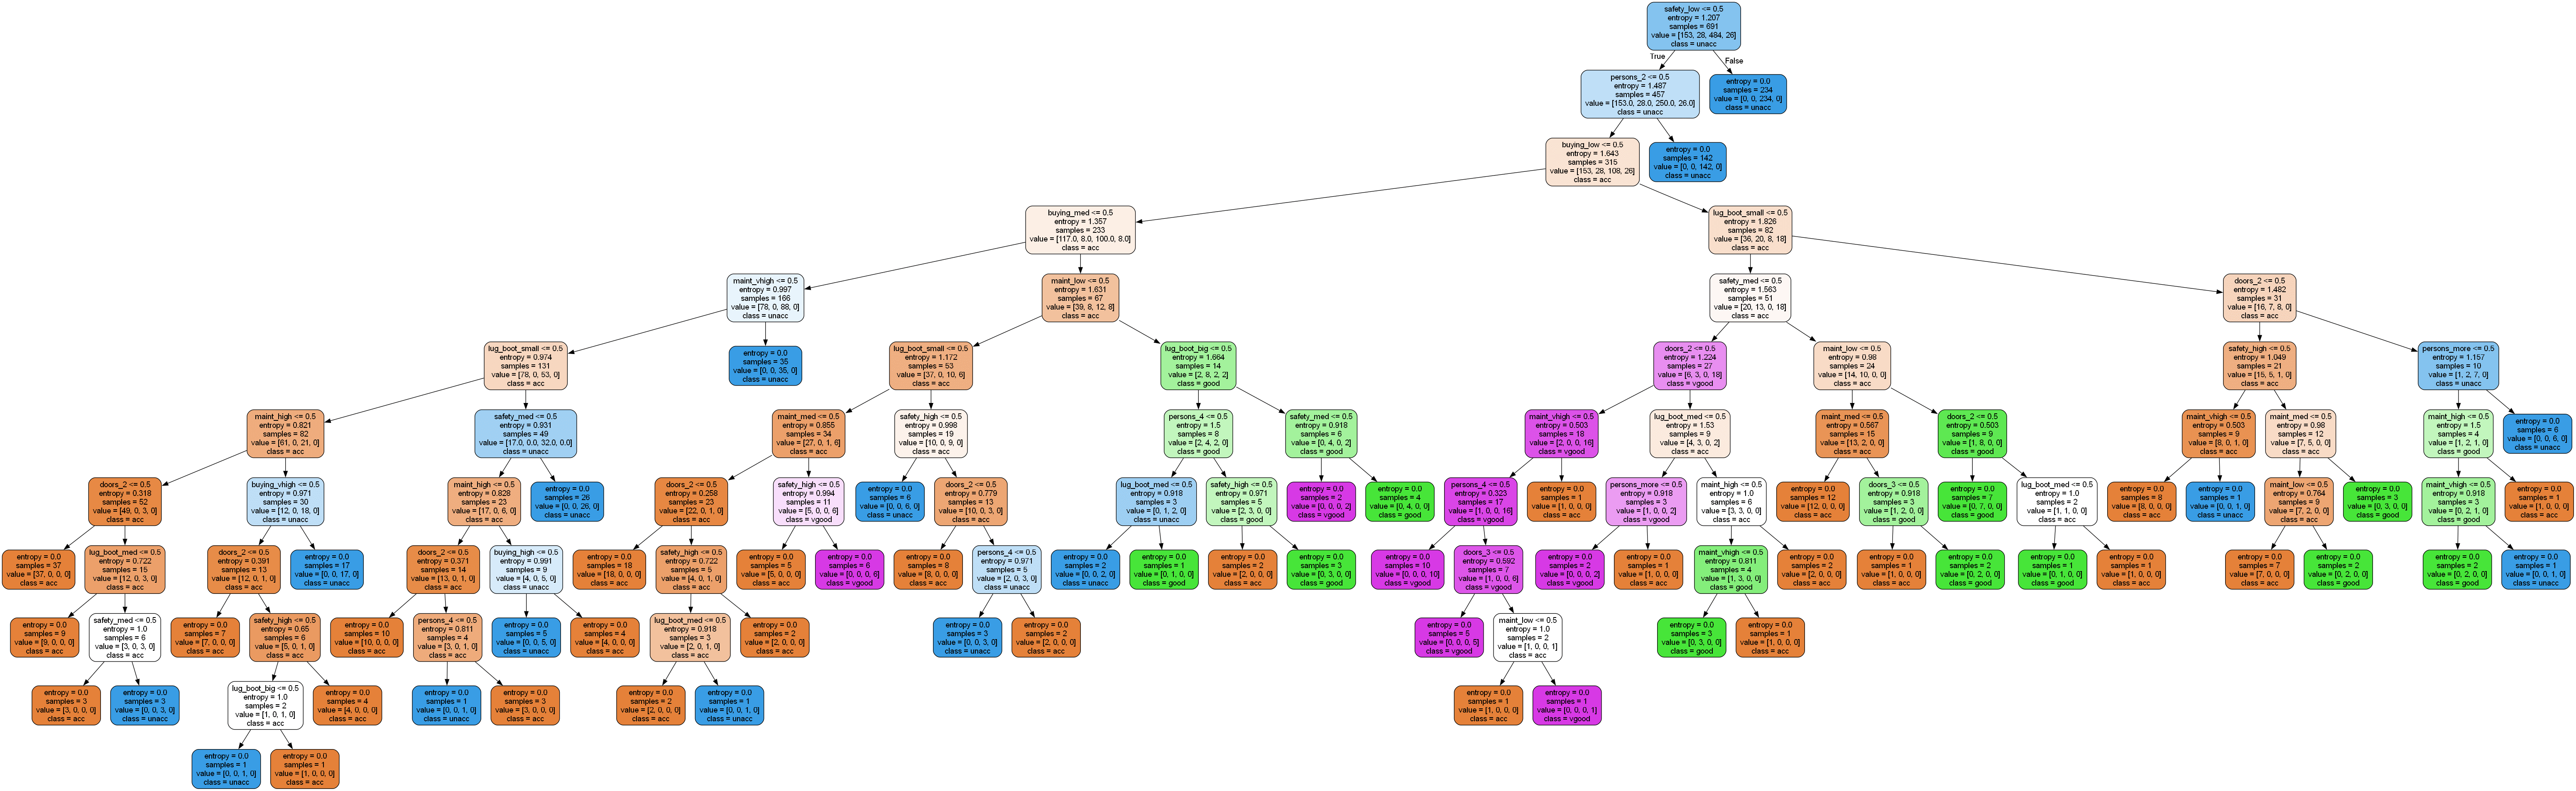 safety_low <= 0.5
entropy = 1.207
samples = 691
value = [153, 28, 484, 26]
class = unacc
True
False
persons_2 <= 0.5
entropy = 1.487
samples = 457
value = [153.0, 28.0, 250.0, 26.0]
class = unacc
entropy = 0.0
samples = 234
value = [0, 0, 234, 0]
class = unacc
buying_low <= 0.5
entropy = 1.643
samples = 315
value = [153, 28, 108, 26]
class = acc
entropy = 0.0
samples = 142
value = [0, 0, 142, 0]
class = unacc
buying_med <= 0.5
entropy = 1.357
samples = 233
value = [117.0, 8.0, 100.0, 8.0]
class = acc
lug_boot_small <= 0.5
entropy = 1.826
samples = 82
value = [36, 20, 8, 18]
class = acc
maint_vhigh <= 0.5
entropy = 0.997
samples = 166
value = [78, 0, 88, 0]
class = unacc
maint_low <= 0.5
entropy = 1.631
samples = 67
value = [39, 8, 12, 8]
class = acc
safety_med <= 0.5
entropy = 1.563
samples = 51
value = [20, 13, 0, 18]
class = acc
doors_2 <= 0.5
entropy = 1.482
samples = 31
value = [16, 7, 8, 0]
class = acc
lug_boot_small <= 0.5
entropy = 0.974
samples = 131
value = [78, 0, 53, 0]
class = acc
entropy = 0.0
samples = 35
value = [0, 0, 35, 0]
class = unacc
lug_boot_small <= 0.5
entropy = 1.172
samples = 53
value = [37, 0, 10, 6]
class = acc
lug_boot_big <= 0.5
entropy = 1.664
samples = 14
value = [2, 8, 2, 2]
class = good
doors_2 <= 0.5
entropy = 1.224
samples = 27
value = [6, 3, 0, 18]
class = vgood
maint_low <= 0.5
entropy = 0.98
samples = 24
value = [14, 10, 0, 0]
class = acc
safety_high <= 0.5
entropy = 1.049
samples = 21
value = [15, 5, 1, 0]
class = acc
persons_more <= 0.5
entropy = 1.157
samples = 10
value = [1, 2, 7, 0]
class = unacc
maint_high <= 0.5
entropy = 0.821
samples = 82
value = [61, 0, 21, 0]
class = acc
safety_med <= 0.5
entropy = 0.931
samples = 49
value = [17.0, 0.0, 32.0, 0.0]
class = unacc
maint_med <= 0.5
entropy = 0.855
samples = 34
value = [27, 0, 1, 6]
class = acc
safety_high <= 0.5
entropy = 0.998
samples = 19
value = [10, 0, 9, 0]
class = acc
persons_4 <= 0.5
entropy = 1.5
samples = 8
value = [2, 4, 2, 0]
class = good
safety_med <= 0.5
entropy = 0.918
samples = 6
value = [0, 4, 0, 2]
class = good
maint_vhigh <= 0.5
entropy = 0.503
samples = 18
value = [2, 0, 0, 16]
class = vgood
lug_boot_med <= 0.5
entropy = 1.53
samples = 9
value = [4, 3, 0, 2]
class = acc
maint_med <= 0.5
entropy = 0.567
samples = 15
value = [13, 2, 0, 0]
class = acc
doors_2 <= 0.5
entropy = 0.503
samples = 9
value = [1, 8, 0, 0]
class = good
maint_vhigh <= 0.5
entropy = 0.503
samples = 9
value = [8, 0, 1, 0]
class = acc
maint_med <= 0.5
entropy = 0.98
samples = 12
value = [7, 5, 0, 0]
class = acc
maint_high <= 0.5
entropy = 1.5
samples = 4
value = [1, 2, 1, 0]
class = good
entropy = 0.0
samples = 6
value = [0, 0, 6, 0]
class = unacc
doors_2 <= 0.5
entropy = 0.318
samples = 52
value = [49, 0, 3, 0]
class = acc
buying_vhigh <= 0.5
entropy = 0.971
samples = 30
value = [12, 0, 18, 0]
class = unacc
maint_high <= 0.5
entropy = 0.828
samples = 23
value = [17, 0, 6, 0]
class = acc
entropy = 0.0
samples = 26
value = [0, 0, 26, 0]
class = unacc
doors_2 <= 0.5
entropy = 0.258
samples = 23
value = [22, 0, 1, 0]
class = acc
safety_high <= 0.5
entropy = 0.994
samples = 11
value = [5, 0, 0, 6]
class = vgood
entropy = 0.0
samples = 6
value = [0, 0, 6, 0]
class = unacc
doors_2 <= 0.5
entropy = 0.779
samples = 13
value = [10, 0, 3, 0]
class = acc
lug_boot_med <= 0.5
entropy = 0.918
samples = 3
value = [0, 1, 2, 0]
class = unacc
safety_high <= 0.5
entropy = 0.971
samples = 5
value = [2, 3, 0, 0]
class = good
entropy = 0.0
samples = 2
value = [0, 0, 0, 2]
class = vgood
entropy = 0.0
samples = 4
value = [0, 4, 0, 0]
class = good
persons_4 <= 0.5
entropy = 0.323
samples = 17
value = [1, 0, 0, 16]
class = vgood
entropy = 0.0
samples = 1
value = [1, 0, 0, 0]
class = acc
persons_more <= 0.5
entropy = 0.918
samples = 3
value = [1, 0, 0, 2]
class = vgood
maint_high <= 0.5
entropy = 1.0
samples = 6
value = [3, 3, 0, 0]
class = acc
entropy = 0.0
samples = 12
value = [12, 0, 0, 0]
class = acc
doors_3 <= 0.5
entropy = 0.918
samples = 3
value = [1, 2, 0, 0]
class = good
entropy = 0.0
samples = 7
value = [0, 7, 0, 0]
class = good
lug_boot_med <= 0.5
entropy = 1.0
samples = 2
value = [1, 1, 0, 0]
class = acc
entropy = 0.0
samples = 8
value = [8, 0, 0, 0]
class = acc
entropy = 0.0
samples = 1
value = [0, 0, 1, 0]
class = unacc
maint_low <= 0.5
entropy = 0.764
samples = 9
value = [7, 2, 0, 0]
class = acc
entropy = 0.0
samples = 3
value = [0, 3, 0, 0]
class = good
maint_vhigh <= 0.5
entropy = 0.918
samples = 3
value = [0, 2, 1, 0]
class = good
entropy = 0.0
samples = 1
value = [1, 0, 0, 0]
class = acc
entropy = 0.0
samples = 37
value = [37, 0, 0, 0]
class = acc
lug_boot_med <= 0.5
entropy = 0.722
samples = 15
value = [12, 0, 3, 0]
class = acc
doors_2 <= 0.5
entropy = 0.391
samples = 13
value = [12, 0, 1, 0]
class = acc
entropy = 0.0
samples = 17
value = [0, 0, 17, 0]
class = unacc
doors_2 <= 0.5
entropy = 0.371
samples = 14
value = [13, 0, 1, 0]
class = acc
buying_high <= 0.5
entropy = 0.991
samples = 9
value = [4, 0, 5, 0]
class = unacc
entropy = 0.0
samples = 18
value = [18, 0, 0, 0]
class = acc
safety_high <= 0.5
entropy = 0.722
samples = 5
value = [4, 0, 1, 0]
class = acc
entropy = 0.0
samples = 5
value = [5, 0, 0, 0]
class = acc
entropy = 0.0
samples = 6
value = [0, 0, 0, 6]
class = vgood
entropy = 0.0
samples = 8
value = [8, 0, 0, 0]
class = acc
persons_4 <= 0.5
entropy = 0.971
samples = 5
value = [2, 0, 3, 0]
class = unacc
entropy = 0.0
samples = 2
value = [0, 0, 2, 0]
class = unacc
entropy = 0.0
samples = 1
value = [0, 1, 0, 0]
class = good
entropy = 0.0
samples = 2
value = [2, 0, 0, 0]
class = acc
entropy = 0.0
samples = 3
value = [0, 3, 0, 0]
class = good
entropy = 0.0
samples = 10
value = [0, 0, 0, 10]
class = vgood
doors_3 <= 0.5
entropy = 0.592
samples = 7
value = [1, 0, 0, 6]
class = vgood
entropy = 0.0
samples = 2
value = [0, 0, 0, 2]
class = vgood
entropy = 0.0
samples = 1
value = [1, 0, 0, 0]
class = acc
maint_vhigh <= 0.5
entropy = 0.811
samples = 4
value = [1, 3, 0, 0]
class = good
entropy = 0.0
samples = 2
value = [2, 0, 0, 0]
class = acc
entropy = 0.0
samples = 1
value = [1, 0, 0, 0]
class = acc
entropy = 0.0
samples = 2
value = [0, 2, 0, 0]
class = good
entropy = 0.0
samples = 1
value = [0, 1, 0, 0]
class = good
entropy = 0.0
samples = 1
value = [1, 0, 0, 0]
class = acc
entropy = 0.0
samples = 7
value = [7, 0, 0, 0]
class = acc
entropy = 0.0
samples = 2
value = [0, 2, 0, 0]
class = good
entropy = 0.0
samples = 2
value = [0, 2, 0, 0]
class = good
entropy = 0.0
samples = 1
value = [0, 0, 1, 0]
class = unacc
entropy = 0.0
samples = 9
value = [9, 0, 0, 0]
class = acc
safety_med <= 0.5
entropy = 1.0
samples = 6
value = [3, 0, 3, 0]
class = acc
entropy = 0.0
samples = 7
value = [7, 0, 0, 0]
class = acc
safety_high <= 0.5
entropy = 0.65
samples = 6
value = [5, 0, 1, 0]
class = acc
entropy = 0.0
samples = 10
value = [10, 0, 0, 0]
class = acc
persons_4 <= 0.5
entropy = 0.811
samples = 4
value = [3, 0, 1, 0]
class = acc
entropy = 0.0
samples = 5
value = [0, 0, 5, 0]
class = unacc
entropy = 0.0
samples = 4
value = [4, 0, 0, 0]
class = acc
lug_boot_med <= 0.5
entropy = 0.918
samples = 3
value = [2, 0, 1, 0]
class = acc
entropy = 0.0
samples = 2
value = [2, 0, 0, 0]
class = acc
entropy = 0.0
samples = 3
value = [0, 0, 3, 0]
class = unacc
entropy = 0.0
samples = 2
value = [2, 0, 0, 0]
class = acc
entropy = 0.0
samples = 5
value = [0, 0, 0, 5]
class = vgood
maint_low <= 0.5
entropy = 1.0
samples = 2
value = [1, 0, 0, 1]
class = acc
entropy = 0.0
samples = 3
value = [0, 3, 0, 0]
class = good
entropy = 0.0
samples = 1
value = [1, 0, 0, 0]
class = acc
entropy = 0.0
samples = 3
value = [3, 0, 0, 0]
class = acc
entropy = 0.0
samples = 3
value = [0, 0, 3, 0]
class = unacc
lug_boot_big <= 0.5
entropy = 1.0
samples = 2
value = [1, 0, 1, 0]
class = acc
entropy = 0.0
samples = 4
value = [4, 0, 0, 0]
class = acc
entropy = 0.0
samples = 1
value = [0, 0, 1, 0]
class = unacc
entropy = 0.0
samples = 3
value = [3, 0, 0, 0]
class = acc
entropy = 0.0
samples = 2
value = [2, 0, 0, 0]
class = acc
entropy = 0.0
samples = 1
value = [0, 0, 1, 0]
class = unacc
entropy = 0.0
samples = 1
value = [1, 0, 0, 0]
class = acc
entropy = 0.0
samples = 1
value = [0, 0, 0, 1]
class = vgood
entropy = 0.0
samples = 1
value = [0, 0, 1, 0]
class = unacc
entropy = 0.0
samples = 1
value = [1, 0, 0, 0]
class = acc